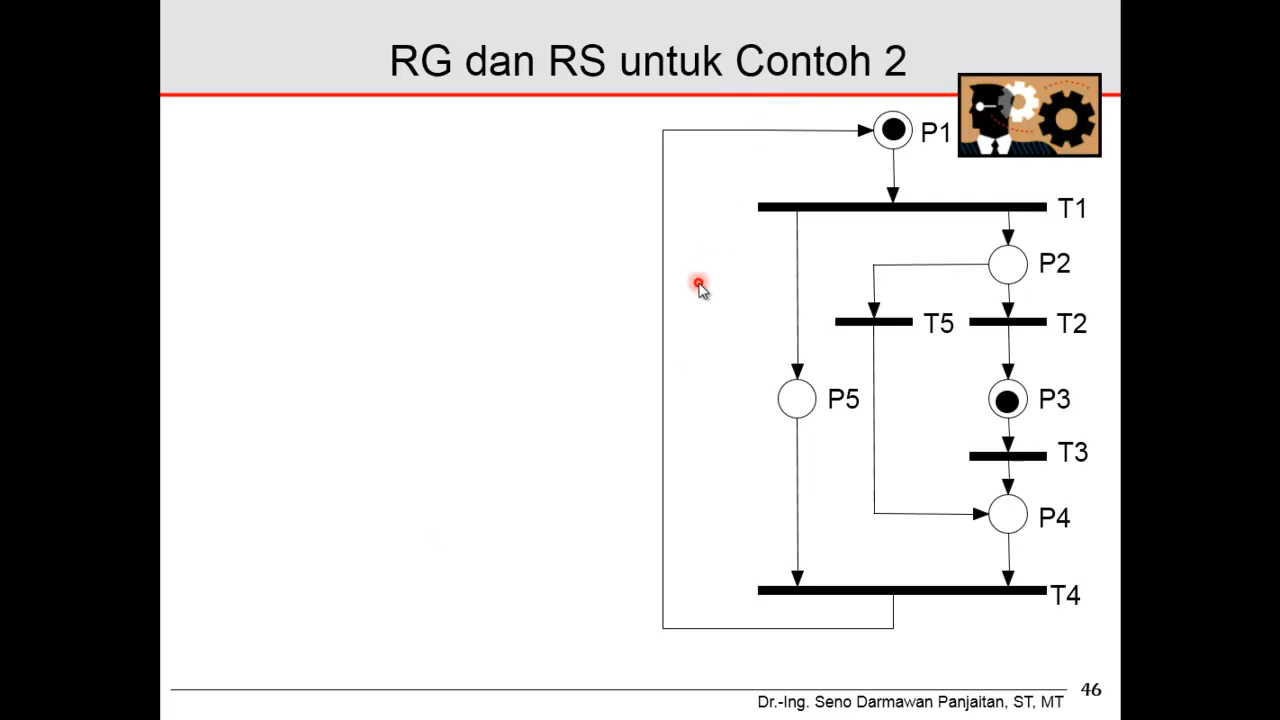 RG dan RS untuk Contoh 2
P1
T1
P2
T5
T2
P5
P3
T3
P4
T4
46
Dr.-Ing. Seno Darmawan Panjaitan, ST, MT